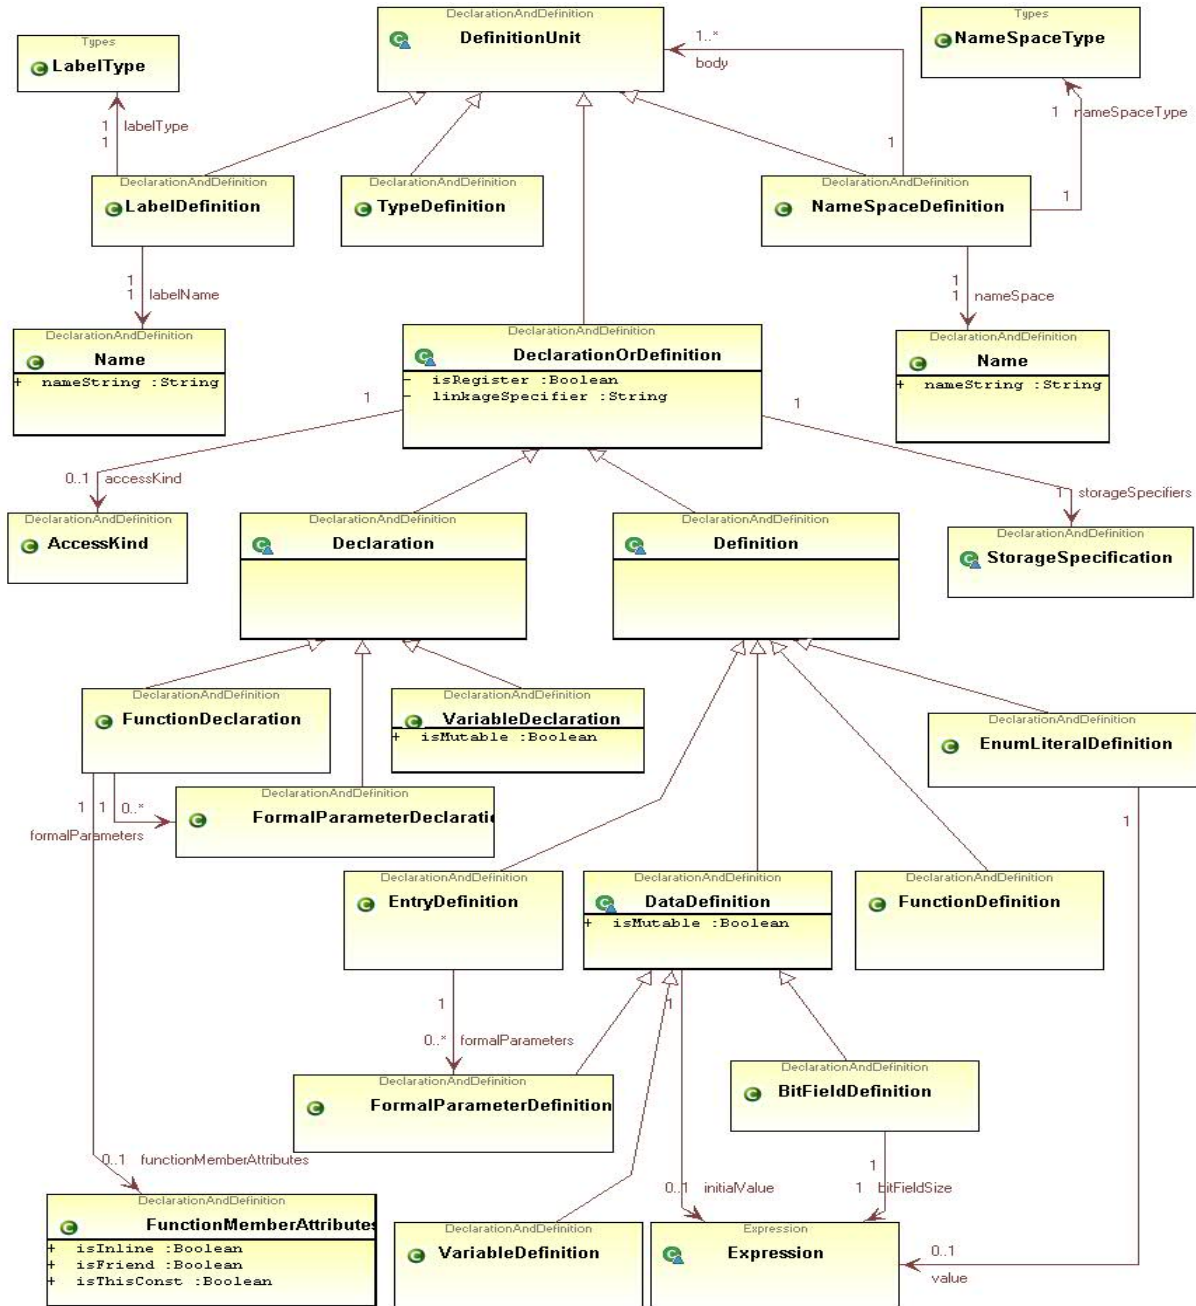 DeclarationAndDefinition
DefinitionUnit
Types
LabelType
Types
NameSpaceType
1..*
body
1
1
labelType
1
1
1
nameSpaceType
1
DeclarationAndDefinition
LabelDefinition
DeclarationAndDefinition
TypeDefinition
DeclarationAndDefinition
NameSpaceDefinition
1
1
labelName
1
1
nameSpace
DeclarationAndDefinition
Name
+ nameString :String
DeclarationAndDefinition
DeclarationOrDefinition
- isRegister :Boolean
- linkageSpecifier :String
DeclarationAndDefinition
Name
+ nameString :String
1
1
0..1 accessKind
1 storageSpecifiers
DeclarationAndDefinition
AccessKind
DeclarationAndDefinition
Declaration
DeclarationAndDefinition
Definition
DeclarationAndDefinition
StorageSpecification
DeclarationAndDefinition
FunctionDeclaration
DeclarationAndDefinition
VariableDeclaration
+ isMutable :Boolean
DeclarationAndDefinition
EnumLiteralDefinition
1 1 0..*
formalParameters
DeclarationAndDefinition
FormalParameterDeclarati
1
DeclarationAndDefinition
EntryDefinition
DeclarationAndDefinition
DataDefinition
+ isMutable :Boolean
DeclarationAndDefinition
FunctionDefinition
1
1
0..* formalParameters
DeclarationAndDefinition
FormalParameterDefinition
DeclarationAndDefinition
BitFieldDefinition
0..1 functionMemberAttributes
1
0..1 initialValue
1 bitFieldSize
DeclarationAndDefinition
FunctionMemberAttributes
+ isInline :Boolean
+ isFriend :Boolean
+ isThisConst :Boolean
DeclarationAndDefinition
VariableDefinition
Expression
Expression
0..1
value